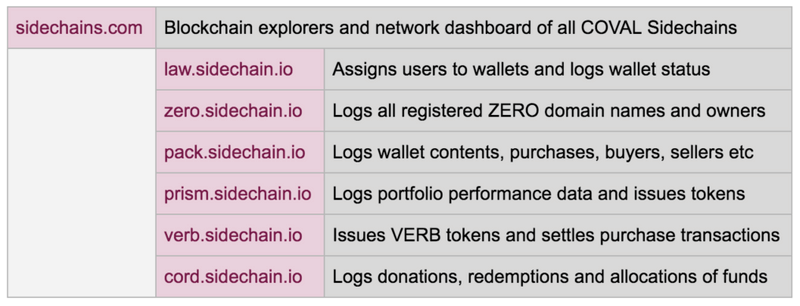 sidechains.com Blockchain explorers and network dashboard of all COVAL Sidechains
law.sidechain.io Assigns users to wallets and logs wallet status
zero.sidechain.io Logs all registered ZERO domain names and owners
pack.sidechain.io Logs wallet contents, purchases, buyers, sellers etc
prism.sidechain.io Logs portfolio performance data and issues tokens
verb.sidechain.io Issues VERB tokens and settles purchase transactions
cord.sidechain.io Logs donations, redemptions and allocations of funds